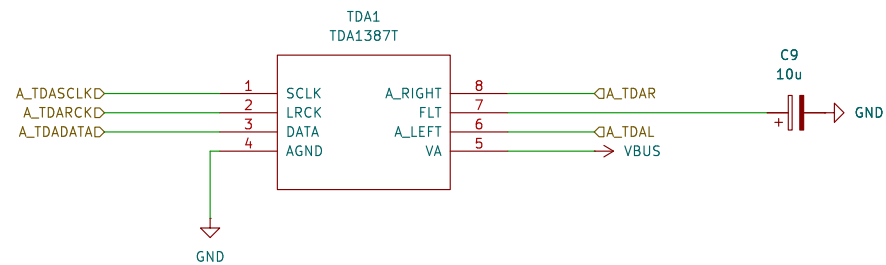 TDA1
TDA1387T
C9
10u
A_TDASCLK 1 SCLK A_RIGHT 8 A_TDAR
A_TDARCK 2 LRCK FLT 7 + GND
A_TDADATA 3 DATA A_LEFT 6 A_TDAL
4 AGND VA 5 VBUS
GND